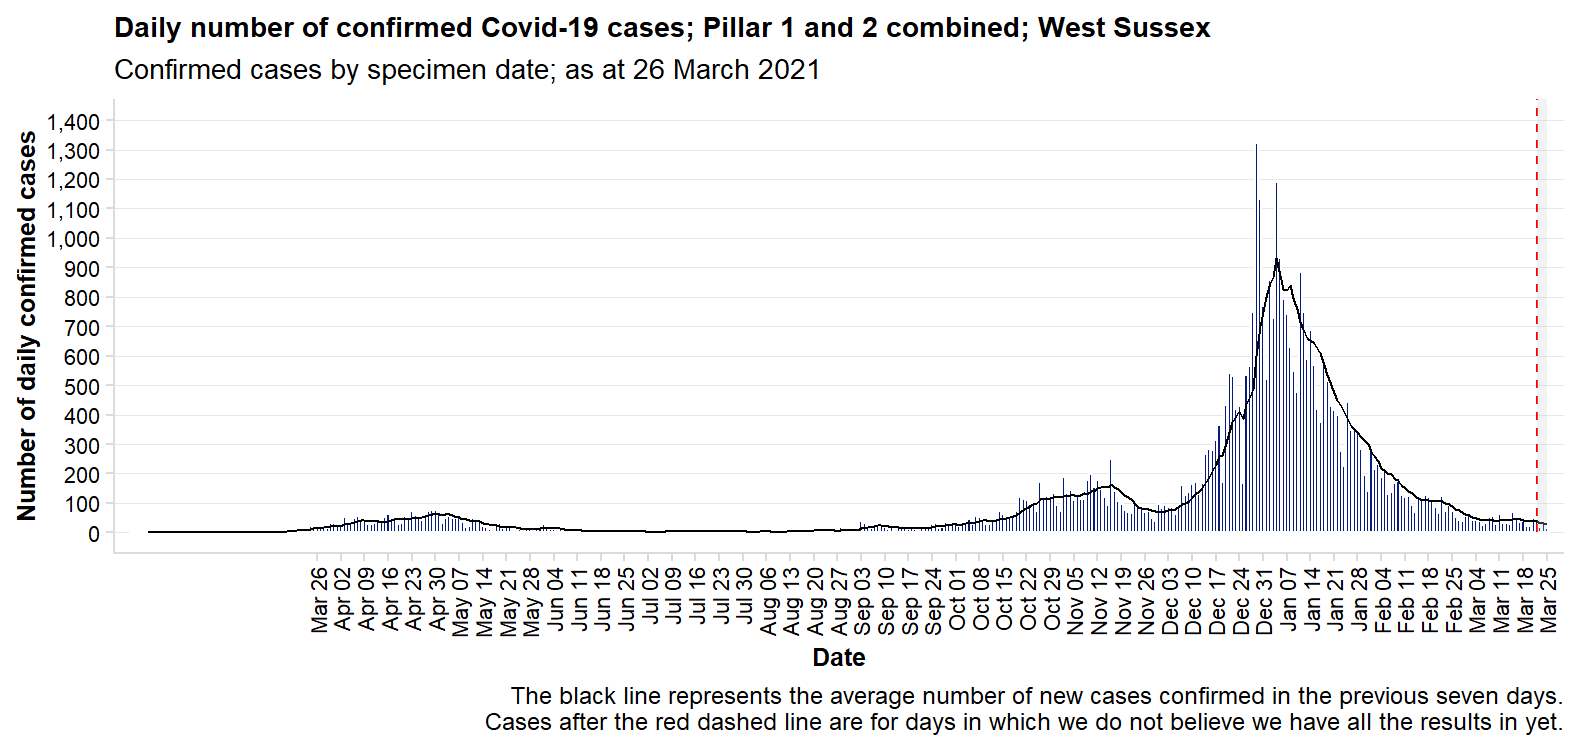 Daily number of confirmed Covid-19 cases; Pillar 1 and 2 combined; West Sussex
Confirmed cases by specimen date; as at 26 March 2021
Number of daily confirmed cases
1,400
1,300
1,200
1,100
1,000
900
800
700
600
500
400
300
200
100
0
Mar 26
Apr 02
Apr 09
Apr 16
Apr 23
Apr 30
May 07
May 14
May 21
May 28
Jun 04
Jun 11
Jun 18
Jun 25
Jul 02
Jul 09
Jul 16
Jul 23
Jul 30
Aug 06
Aug 13
Aug 20
Aug 27
Sep 03
Sep 10
Sep 17
Sep 24
Oct 01
Oct 08
Oct 15
Oct 22
Oct 29
Nov 05
Nov 12
Nov 19
Nov 26
Dec 03
Dec 10
Dec 17
Dec 24
Dec 31
Jan 07
Jan 14
Jan 21
Jan 28
Feb 04
Feb 11
Feb 18
Feb 25
Mar 04
Mar 11
Mar 18
Mar 25
Date
The black line represents the average number of new cases confirmed in the previous seven days.
Cases after the red dashed line are for days in which we do not believe we have all the results in yet.